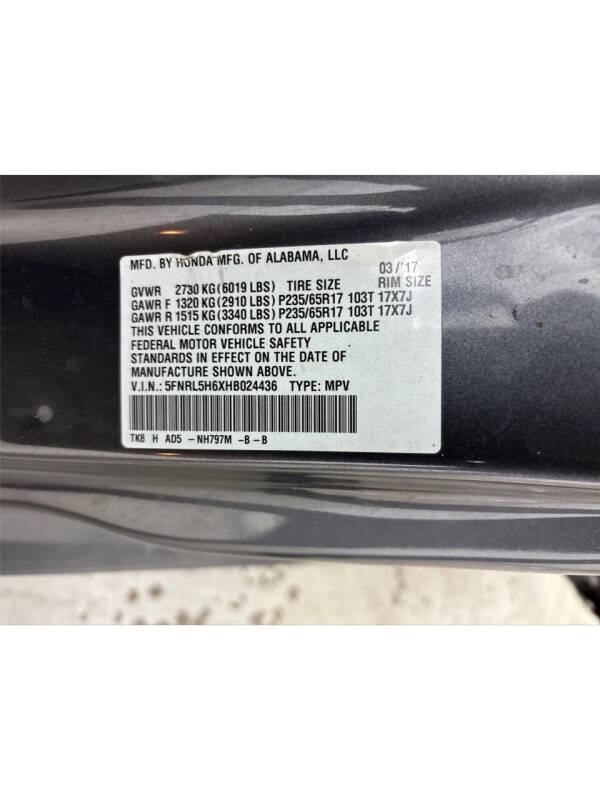 MFD. BY HONDA MFG. OF ALABAMA, LLC 03/'17
GVWR 2730 KG(6019 LBS) TIRE SIZE RIM SIZE
GAWR F 1320 KG(2910 LBS) P235/65R17 103T 17X7J
GAWR R 1515 KG(3340 LBS) P235/65R17 103T 17X7J
THIS VEHICLE CONFORMS TO ALL APPLICABLE
FEDERAL MOTOR VEHICLE SAFETY
STANDARDS IN EFFECT ON THE DATE OF
MANUFACTURE SHOWN ABOVE.
V.I.N.: 5FNRL5H6XHB024436 TYPE: MPV
TK8 H AD5 - NH797M -B - B